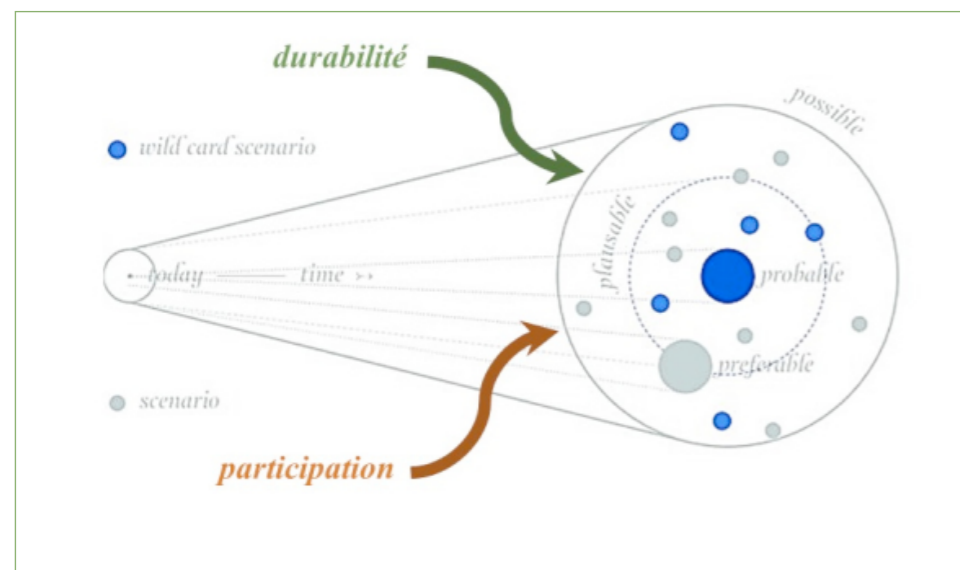 durabilité
possible
wild card scenario
plausable
today
time
probable
preferable
scenario
participation